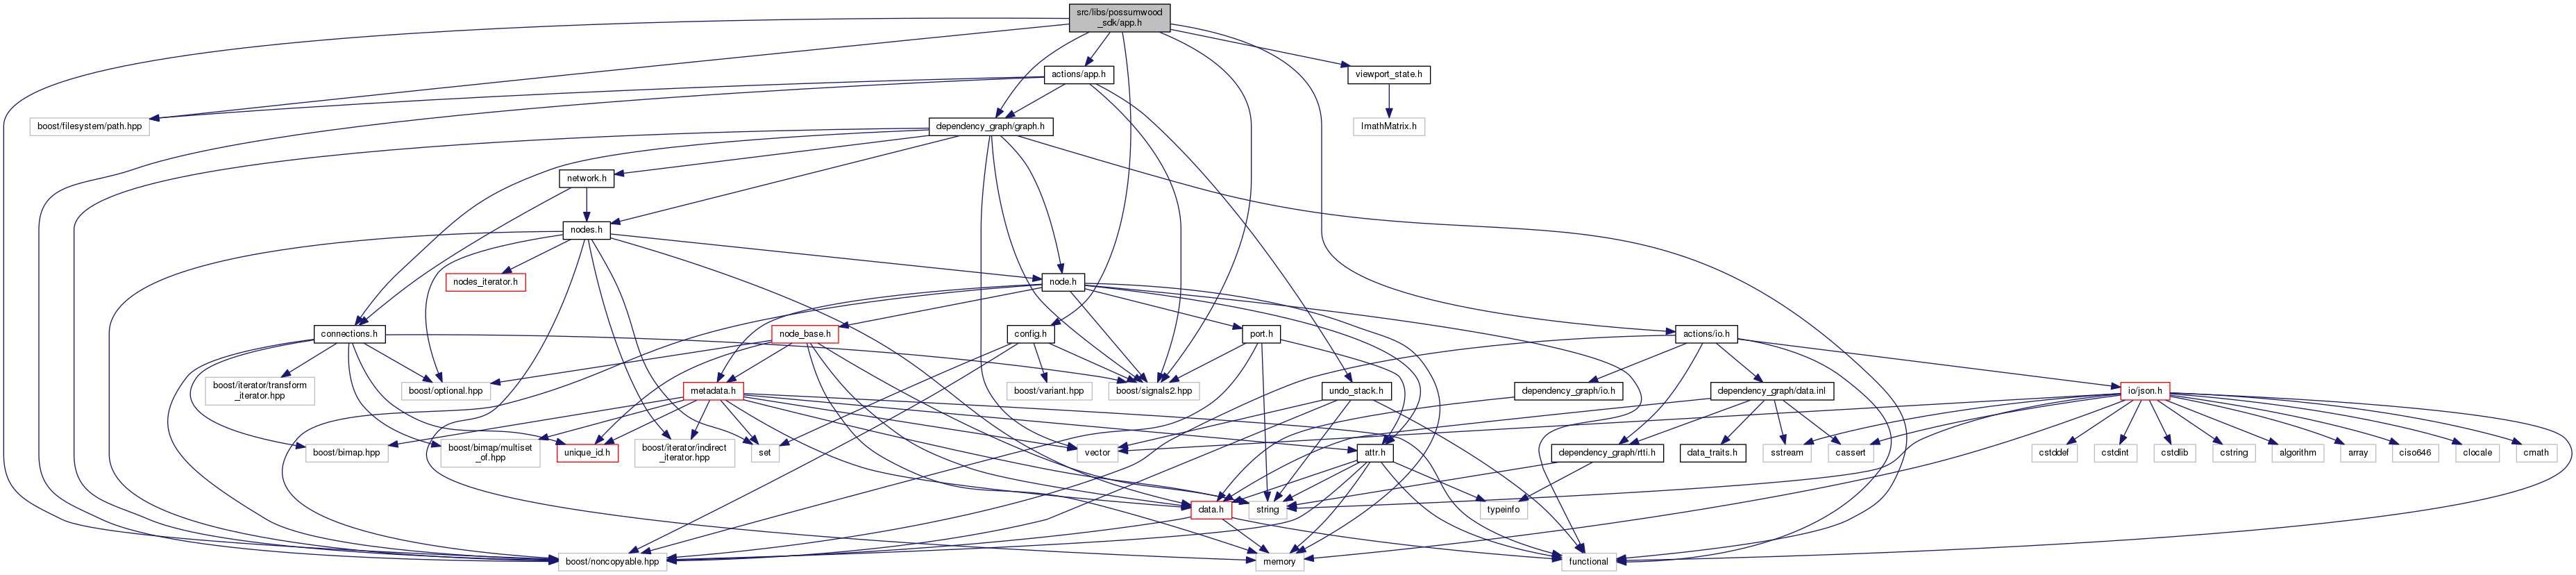 src/libs/possumwood
_sdk/app.h
actions/app.h
viewport_state.h
boost/filesystem/path.hpp
dependency_graph/graph.h
ImathMatrix.h
network.h
nodes.h
nodes_iterator.h
node.h
connections.h
node_base.h
config.h
port.h
actions/io.h
boost/iterator/transform
_iterator.hpp
boost/optional.hpp
metadata.h
boost/variant.hpp
boost/signals2.hpp
undo_stack.h
dependency_graph/io.h
dependency_graph/data.inl
io/json.h
boost/bimap.hpp
boost/bimap/multiset
_of.hpp
unique_id.h
boost/iterator/indirect
_iterator.hpp
set
vector
attr.h
dependency_graph/rtti.h
data_traits.h
sstream
cassert
cstddef
cstdint
cstdlib
cstring
algorithm
array
ciso646
clocale
cmath
data.h
string
typeinfo
boost/noncopyable.hpp
memory
functional